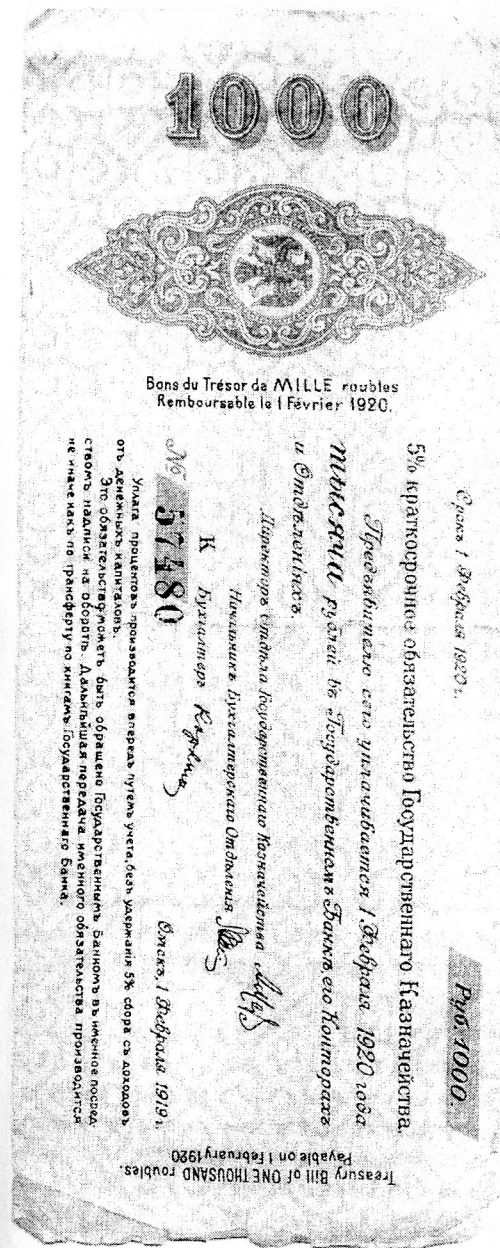 1000
Bons du Trésor de MILLE roubles
Remboursable le 1 Février 1920.
Срокъ 1 Февраля 1920 г.
Руб. 1000.
5% краткосрочное обязательство Государственнаго Казначейства.
Предъявителю сего уплачивается 1 Февраля 1920 года
тысяча рублей въ Государственномъ Банкѣ, его Конторахъ
и Отдѣленіяхъ.
Директоръ Отдѣла Государственнаго Казначейства
Начальникъ Бухгалтерскаго Отдѣленія
К Бухгалтеръ
№ 57480
Омскъ, 1 Февраля 1919 г.
Уплата процентовъ производится впередъ путемъ учета, безъ удержанія 5% сбора съ доходовъ
отъ денежныхъ капиталовъ.
Это обязательство можетъ быть обращено Государственнымъ Банкомъ въ именное посред-
ствомъ надписи на оборотѣ. Дальнѣйшая передача именного обязательства производится
не иначе какъ по трансферту по книгамъ Государственнаго Банка.
Treasury Bill of ONE THOUSAND roubles.
Payable on 1 February 1920